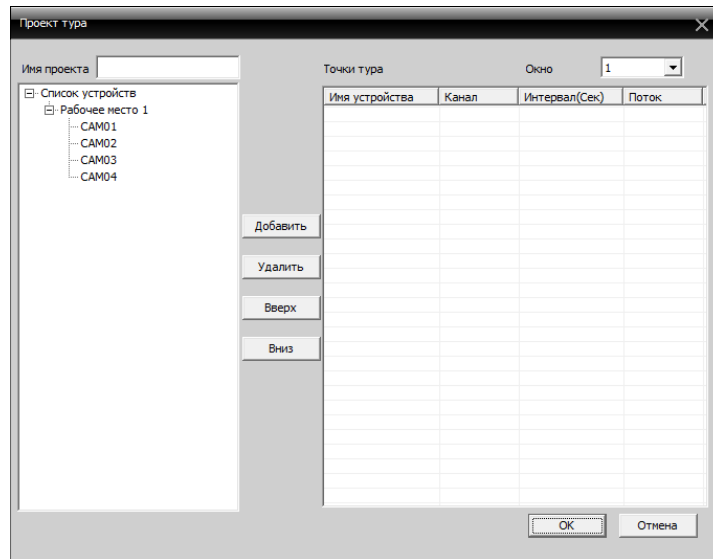 Проект тура
Имя проекта
Точки тура
Окно
1
Список устройств
Рабочее место 1
CAM01
CAM02
CAM03
CAM04
Добавить
Удалить
Вверх
Вниз
Имя устройства Канал Интервал(Сек) Поток
OK
Отмена